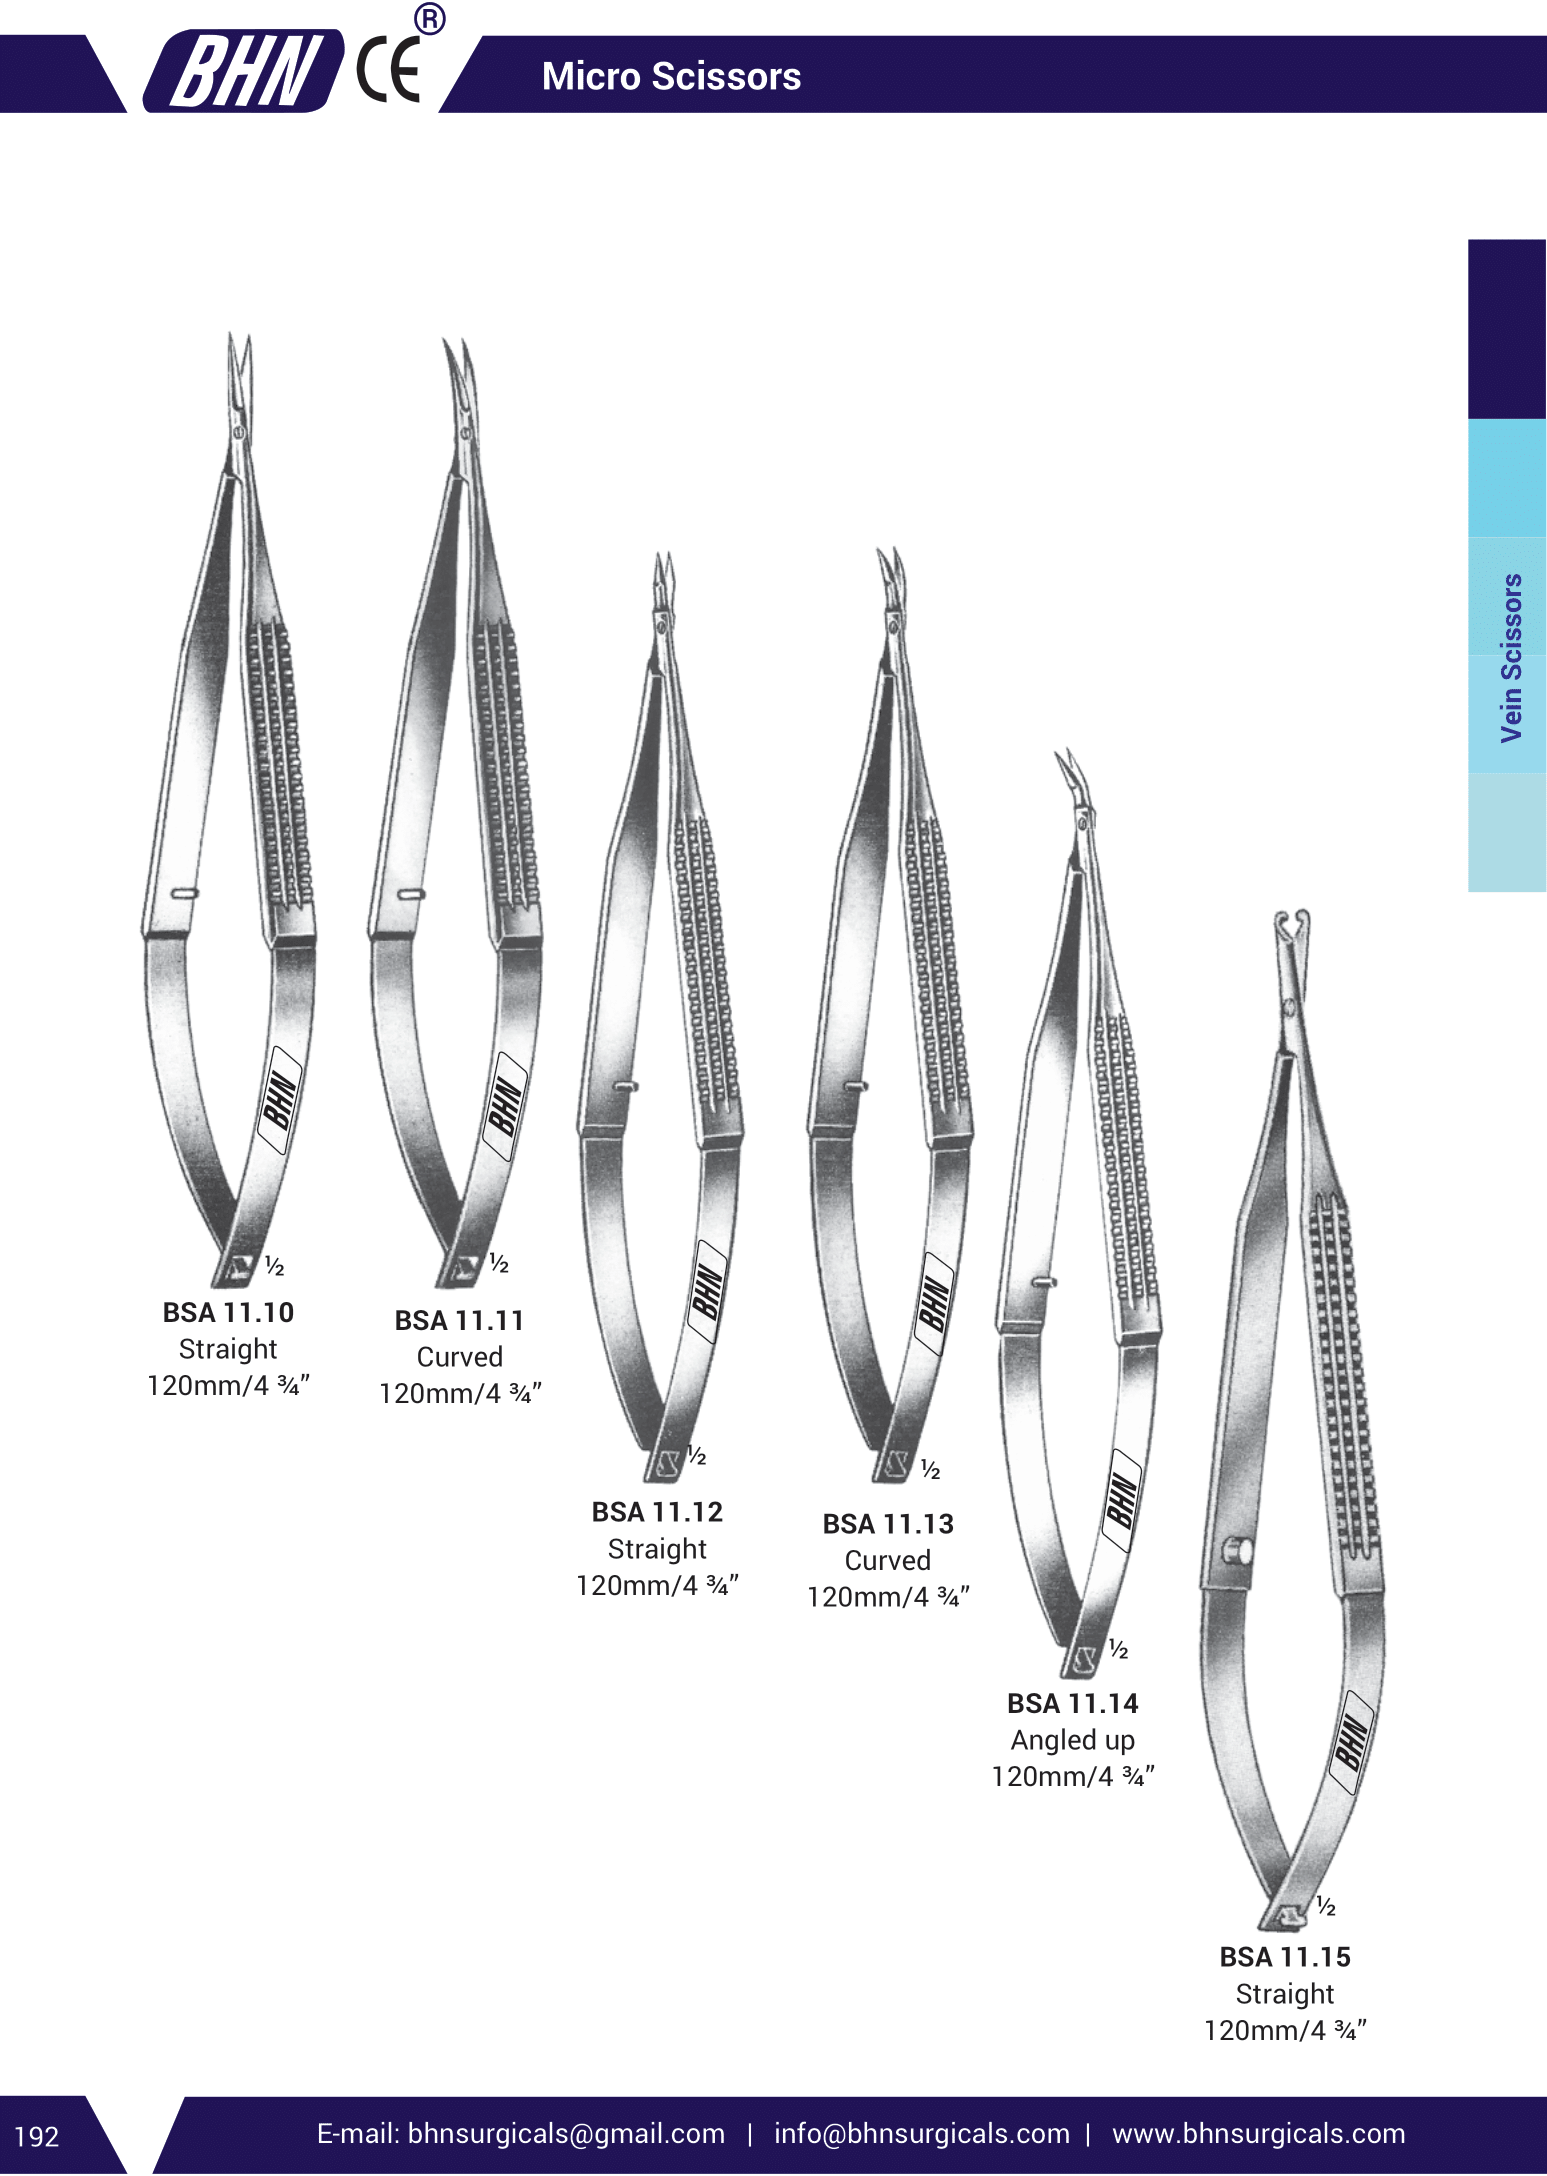 BHN CE ®
Micro Scissors
Vein Scissors
BHN
½
BSA 11.10
Straight
120mm/4 ¾”
BHN
½
BSA 11.11
Curved
120mm/4 ¾”
BHN
½
BSA 11.12
Straight
120mm/4 ¾”
BHN
½
BSA 11.13
Curved
120mm/4 ¾”
BHN
½
BSA 11.14
Angled up
120mm/4 ¾”
BHN
½
BSA 11.15
Straight
120mm/4 ¾”
192
E-mail: bhnsurgicals@gmail.com | info@bhnsurgicals.com | www.bhnsurgicals.com